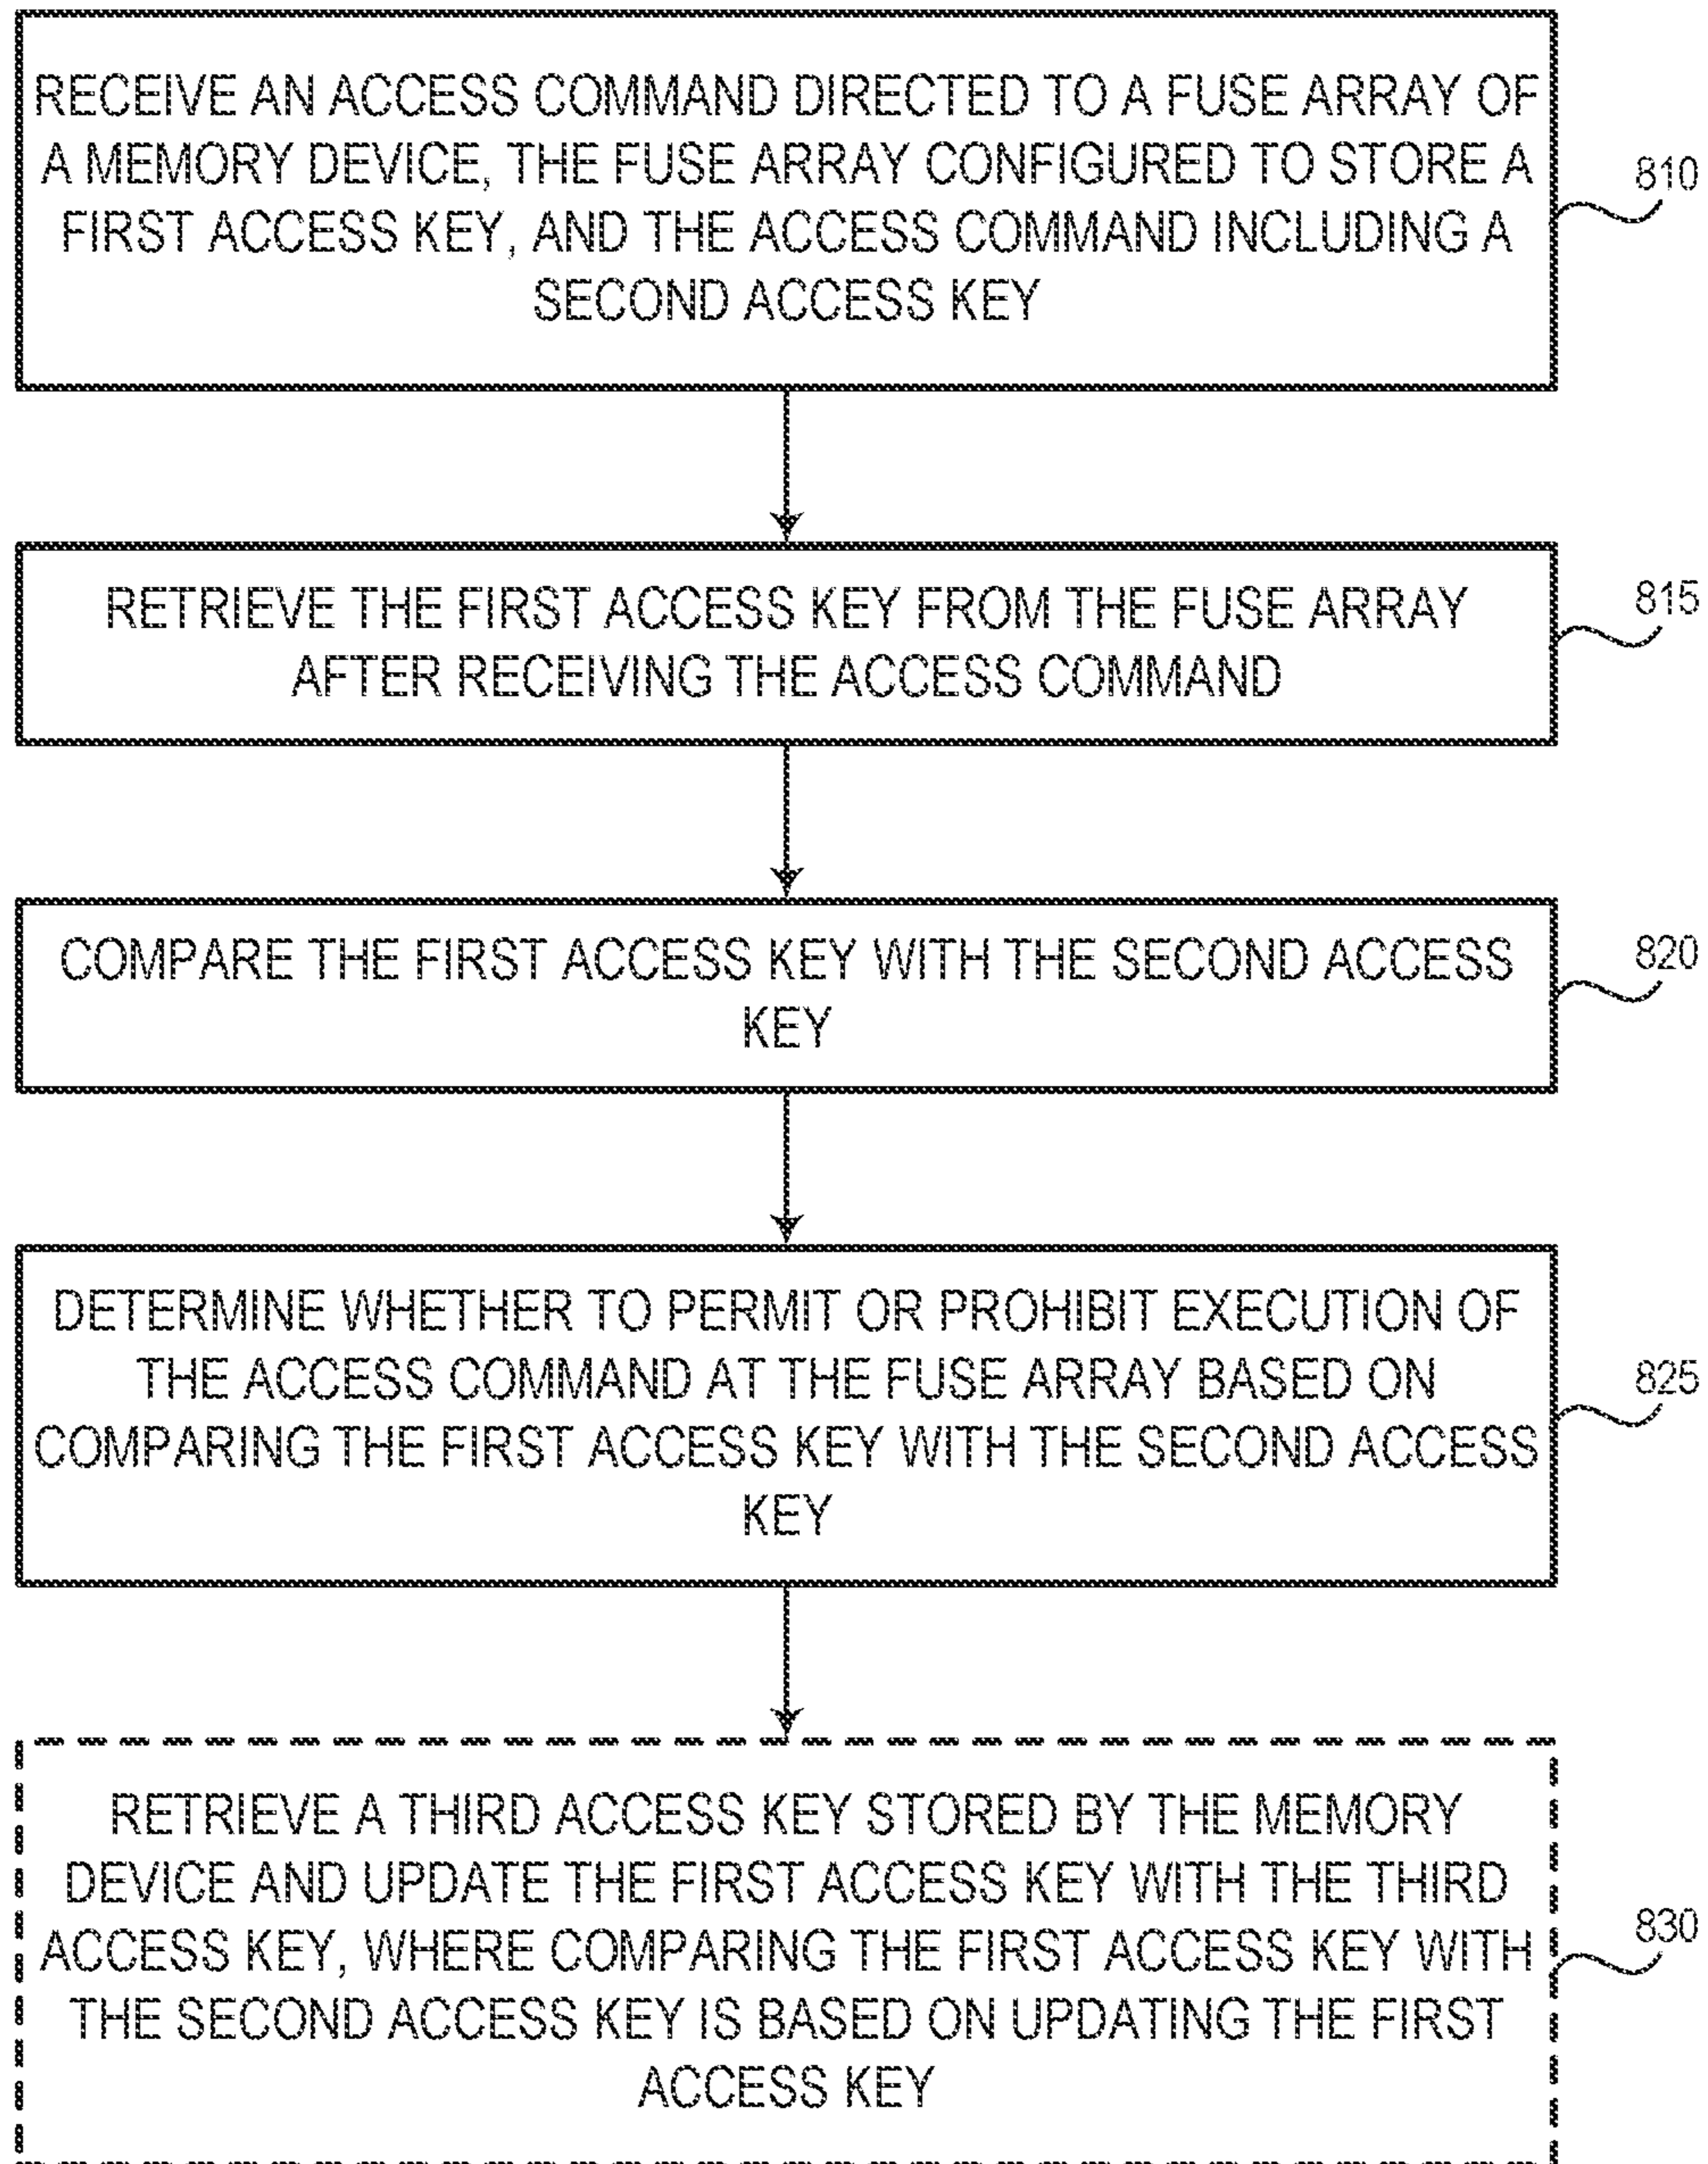 RECEIVE AN ACCESS COMMAND DIRECTED TO A FUSE ARRAY OF
A MEMORY DEVICE, THE FUSE ARRAY CONFIGURED TO STORE A
FIRST ACCESS KEY, AND THE ACCESS COMMAND INCLUDING A
SECOND ACCESS KEY
810
RETRIEVE THE FIRST ACCESS KEY FROM THE FUSE ARRAY
AFTER RECEIVING THE ACCESS COMMAND
815
COMPARE THE FIRST ACCESS KEY WITH THE SECOND ACCESS
KEY
820
DETERMINE WHETHER TO PERMIT OR PROHIBIT EXECUTION OF
THE ACCESS COMMAND AT THE FUSE ARRAY BASED ON
COMPARING THE FIRST ACCESS KEY WITH THE SECOND ACCESS
KEY
825
RETRIEVE A THIRD ACCESS KEY STORED BY THE MEMORY
DEVICE AND UPDATE THE FIRST ACCESS KEY WITH THE THIRD
ACCESS KEY, WHERE COMPARING THE FIRST ACCESS KEY WITH
THE SECOND ACCESS KEY IS BASED ON UPDATING THE FIRST
ACCESS KEY
830